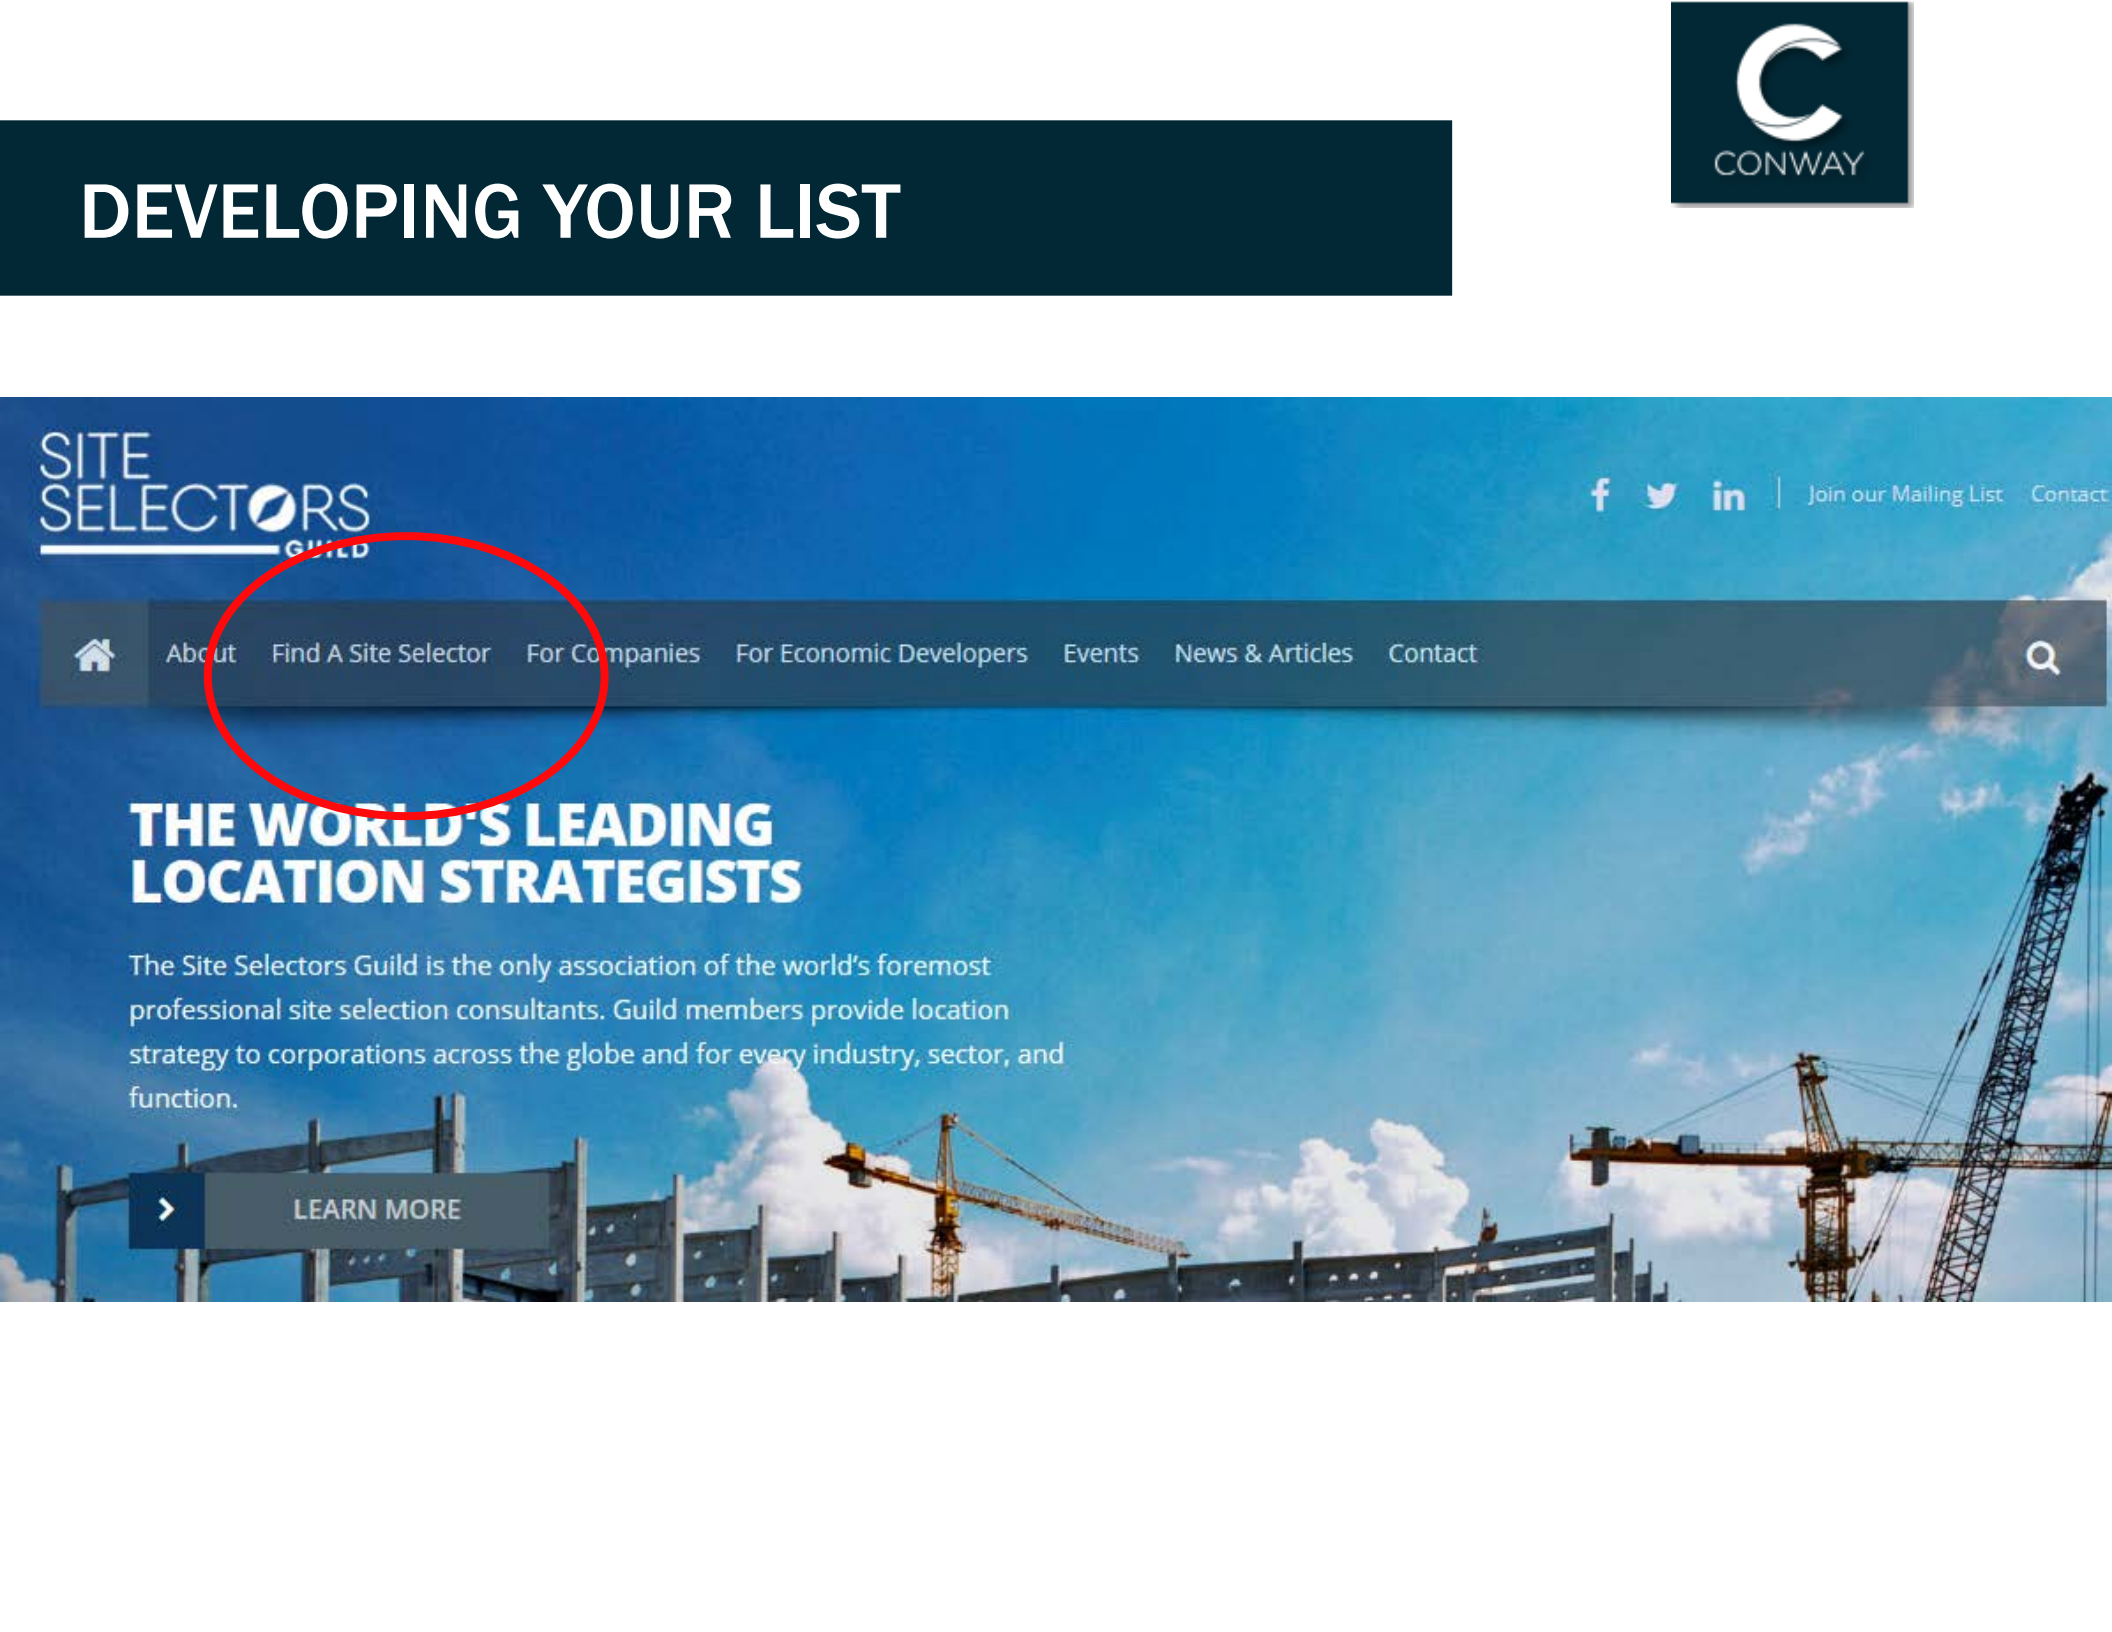 CONWAY
DEVELOPING YOUR LIST
SITE
SELECTORS
GUILD
Join our Mailing List Contact
About Find A Site Selector For Companies For Economic Developers Events News & Articles Contact
THE WORLD'S LEADING
LOCATION STRATEGISTS
The Site Selectors Guild is the only association of the world's foremost
professional site selection consultants. Guild members provide location
strategy to corporations across the globe and for every industry, sector, and
function.
LEARN MORE